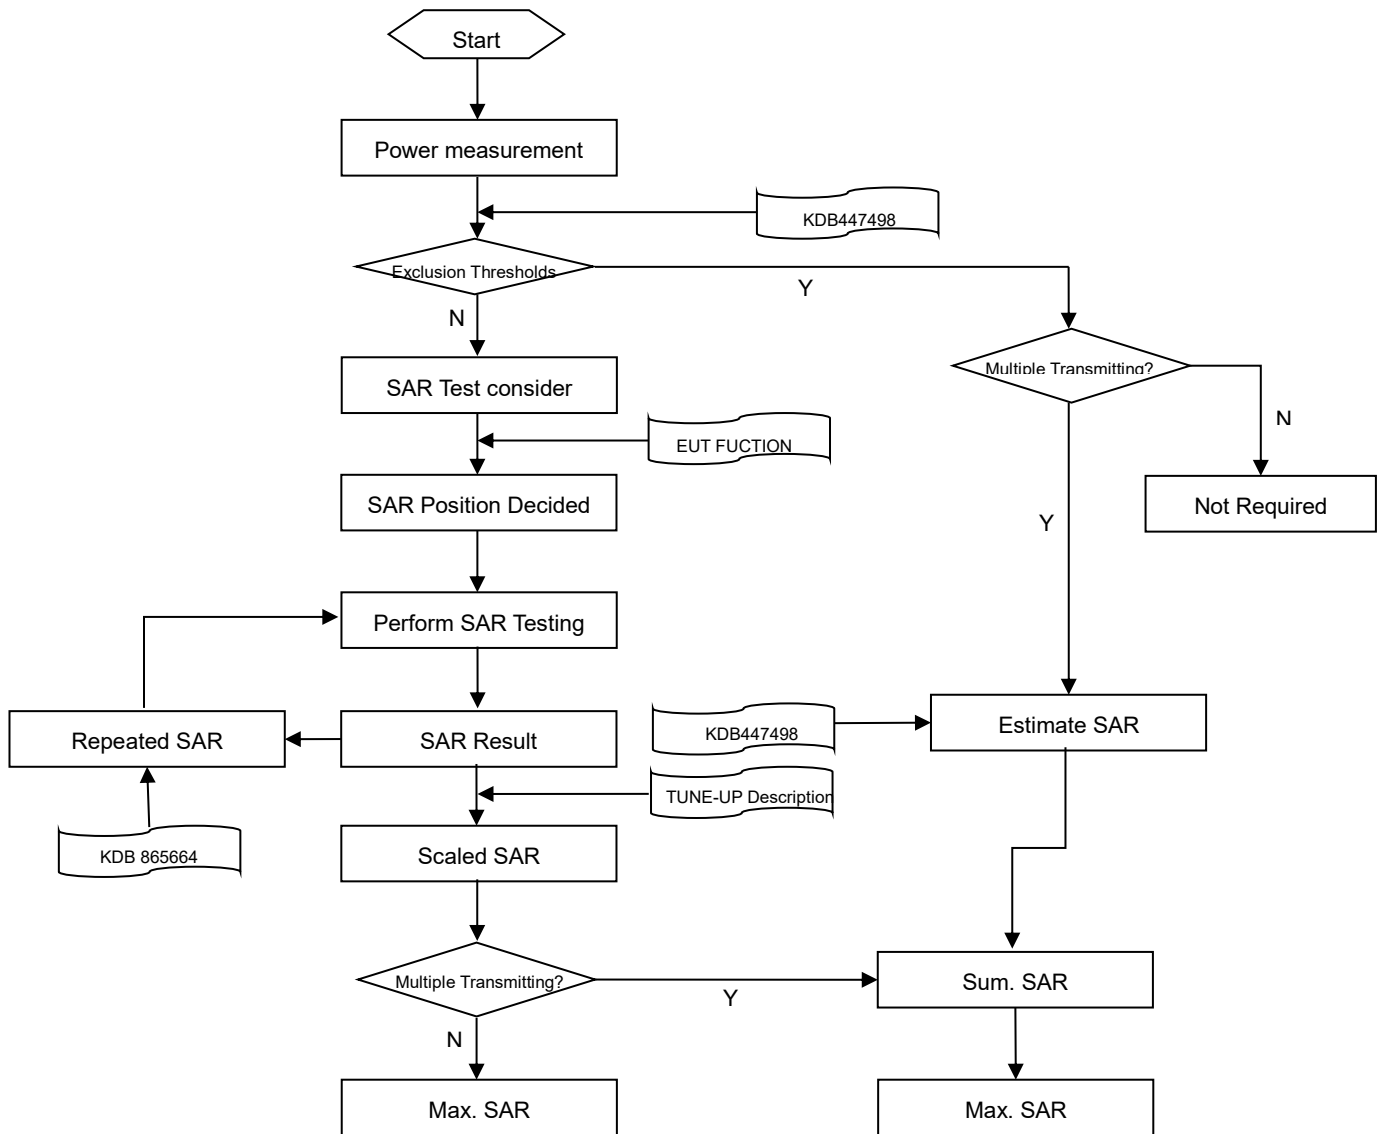 Start
Power measurement
KDB447498
Exclusion Thresholds
Y
N
Multiple Transmitting?
SAR Test consider
N
EUT FUCTION
SAR Position Decided
Not Required
Y
Perform SAR Testing
Repeated SAR
SAR Result
KDB447498
Estimate SAR
TUNE-UP Description
KDB 865664
Scaled SAR
Multiple Transmitting?
Y
Sum. SAR
N
Max. SAR
Max. SAR